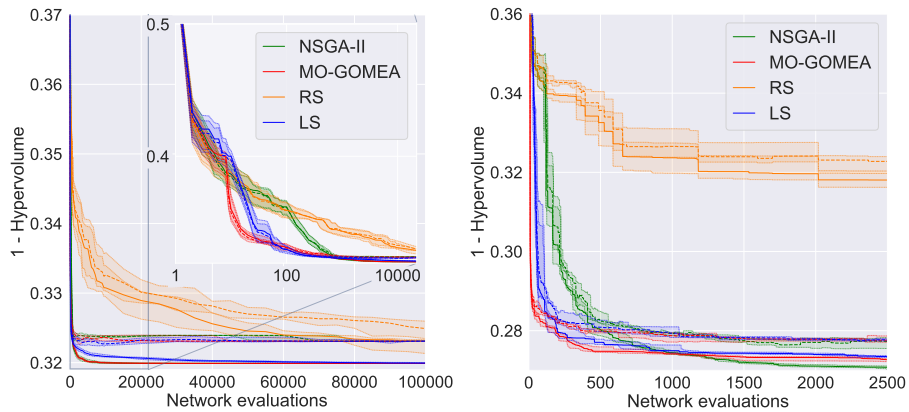 0.37
0.36
0.35
0.34
0.33
0.32
1 - Hypervolume
0.5
0.4
1 100 10000
NSGA-II
MO-GOMEA
RS
LS
0 20000 40000 60000 80000 100000
Network evaluations
0.36
0.34
0.32
0.30
0.28
1 - Hypervolume
NSGA-II
MO-GOMEA
RS
LS
0 500 1000 1500 2000 2500
Network evaluations